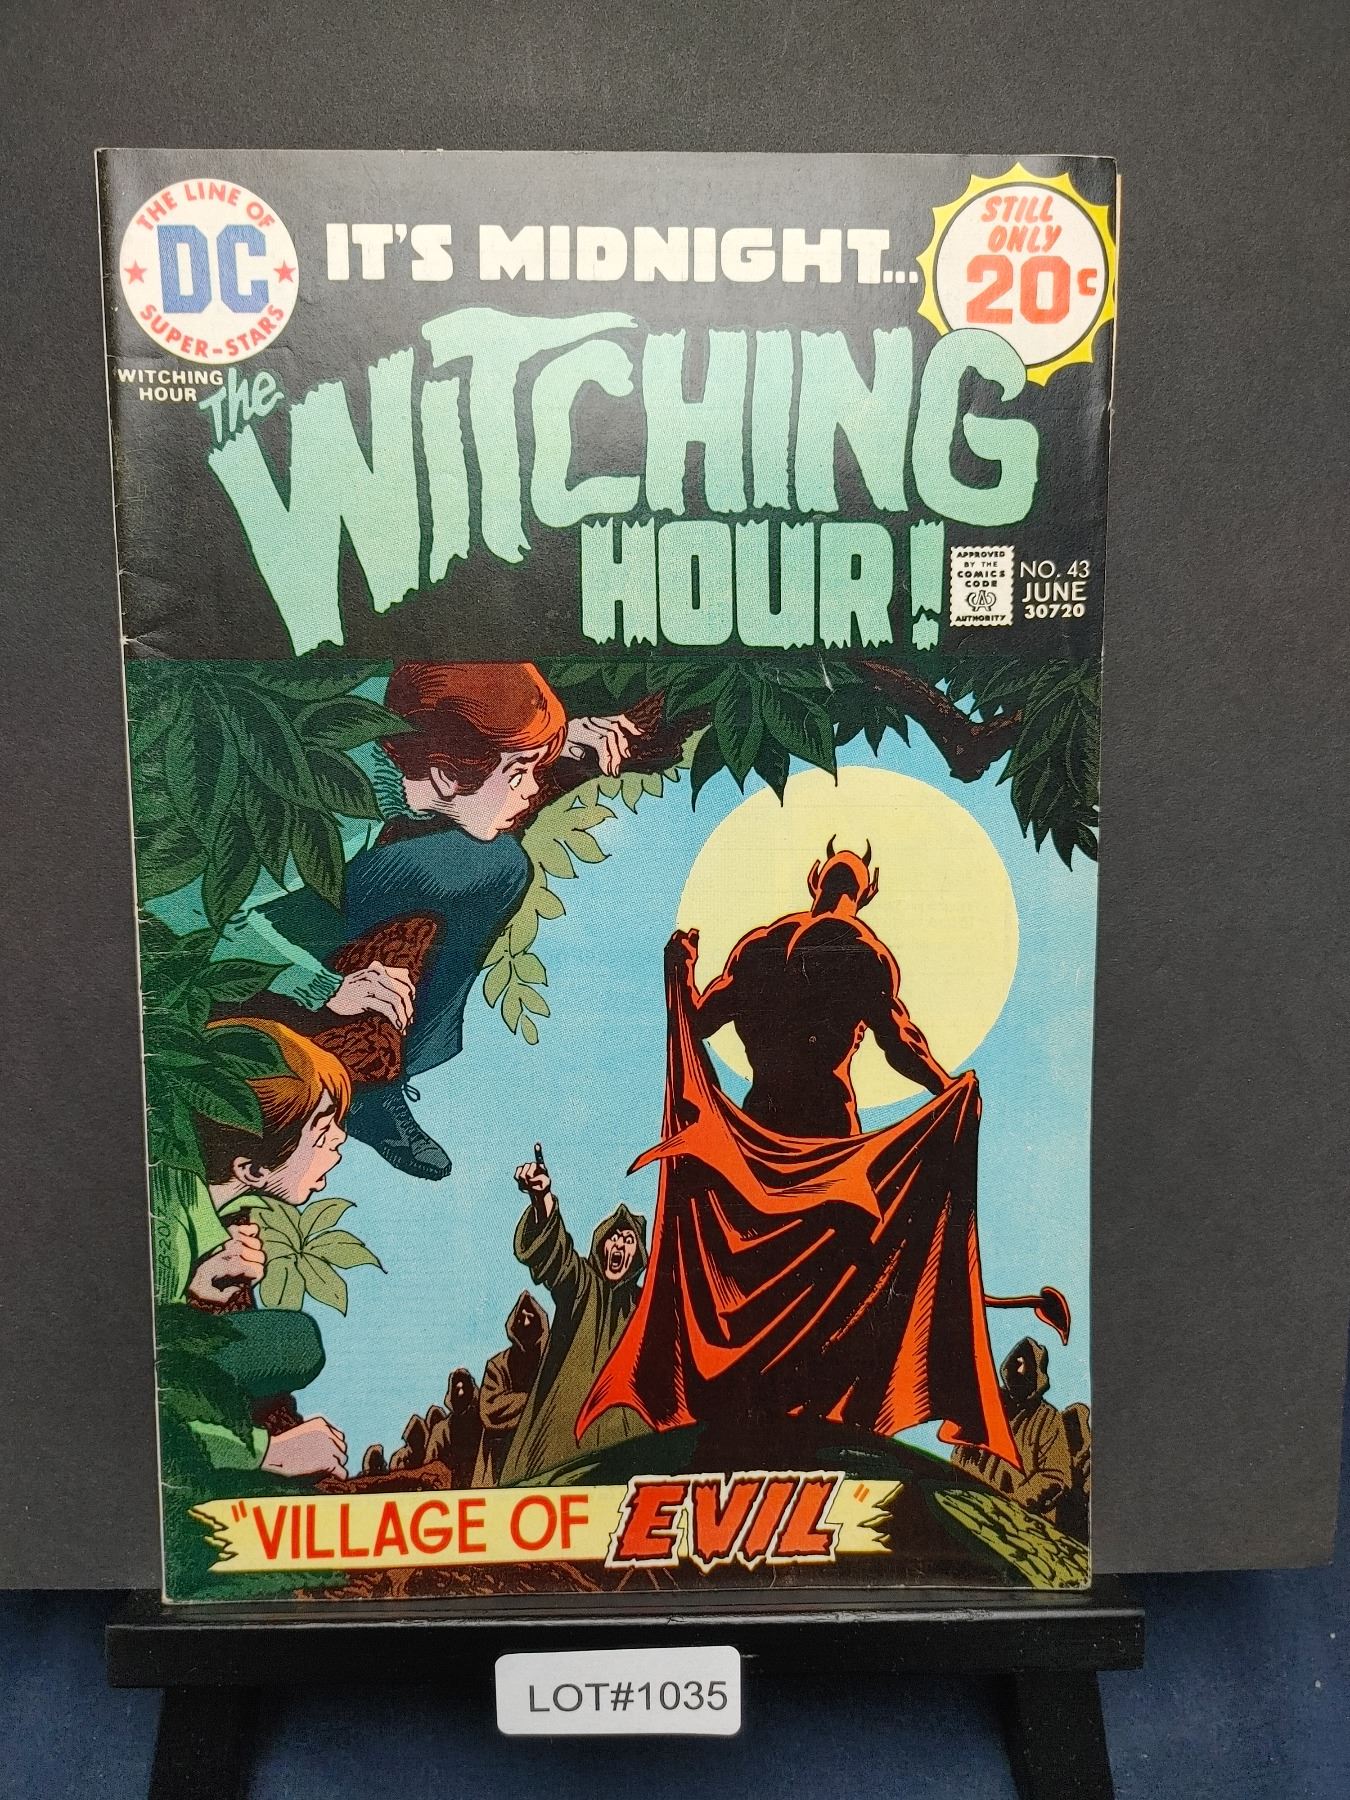 THE LINE OF
DC
SUPER-STARS
IT'S MIDNIGHT...
STILL
ONLY
20¢
WITCHING
HOUR
The
WITCHING
HOUR!
APPROVED
BY THE
COMICS
CODE
CA
AUTHORITY
NO. 43
JUNE
30720
"VILLAGE OF EVIL"
LOT#1035